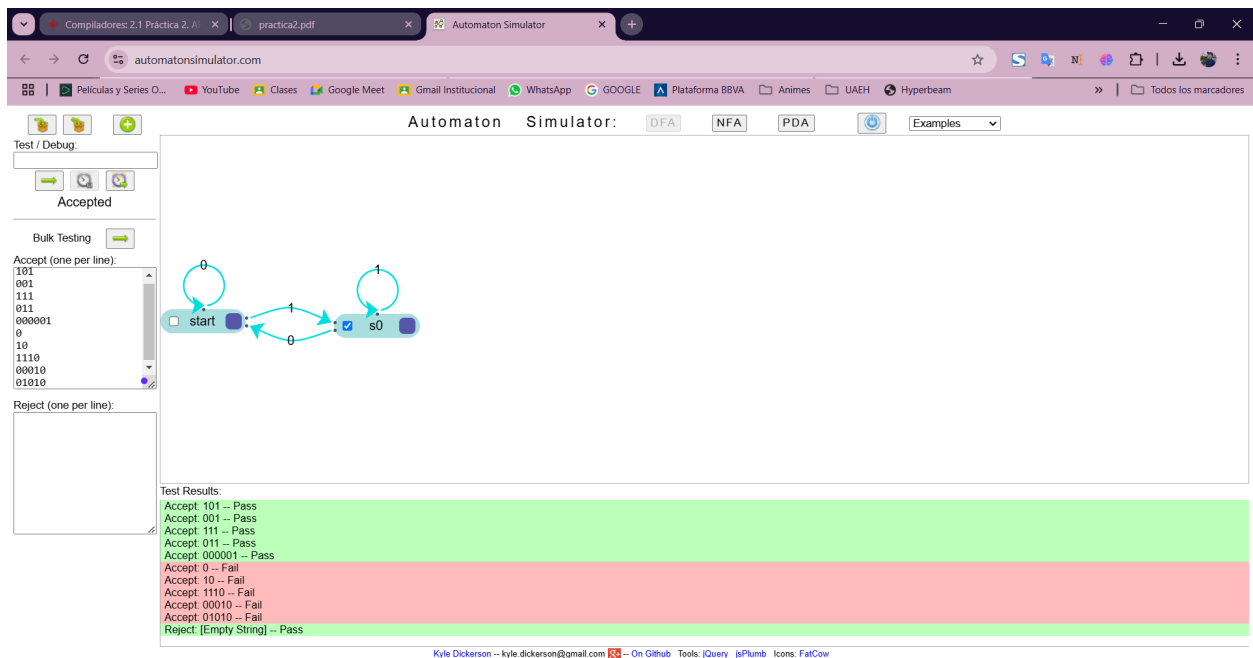 Compiladores: 2.1 Práctica 2. Al
practica2.pdf
Automaton Simulator
automatonsimulator.com
Películas y Series O...
YouTube
Clases
Google Meet
Gmail Institucional
WhatsApp
GOOGLE
Plataforma BBVA
Animes
UAEH
Hyperbeam
»
Todos los marcadores
Automaton Simulator:
DFA
NFA
PDA
Examples
Test / Debug:
Accepted
Bulk Testing
Accept (one per line):
101
001
111
011
000001
0
10
1110
00010
01010
Reject (one per line):
0
1
start
1
0
s0
Test Results:
Accept: 101 -- Pass
Accept: 001 -- Pass
Accept: 111 -- Pass
Accept: 011 -- Pass
Accept: 000001 -- Pass
Accept: 0 -- Fail
Accept: 10 -- Fail
Accept: 1110 -- Fail
Accept: 00010 -- Fail
Accept: 01010 -- Fail
Reject: [Empty String] -- Pass
Kyle Dickerson -- kyle.dickerson@gmail.com -- On Github Tools: jQuery jsPlumb Icons: FatCow